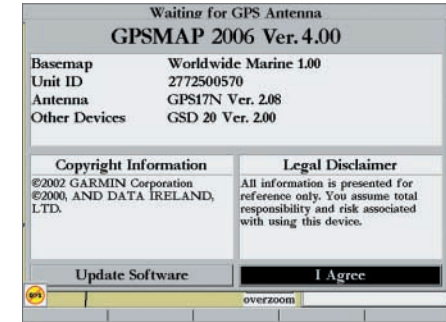 Waiting for GPS Antenna
GPSMAP 2006 Ver. 4.00
Basemap Worldwide Marine 1.00
Unit ID 2772500570
Antenna GPS17N Ver. 2.08
Other Devices GSD 20 Ver. 2.00
Copyright Information
©2002 GARMIN Corporation
©2000, AND DATA IRELAND,
LTD.
Legal Disclaimer
All information is presented for
reference only. You assume total
responsibility and risk associated
with using this device.
Update Software
I Agree
GPS
overzoom